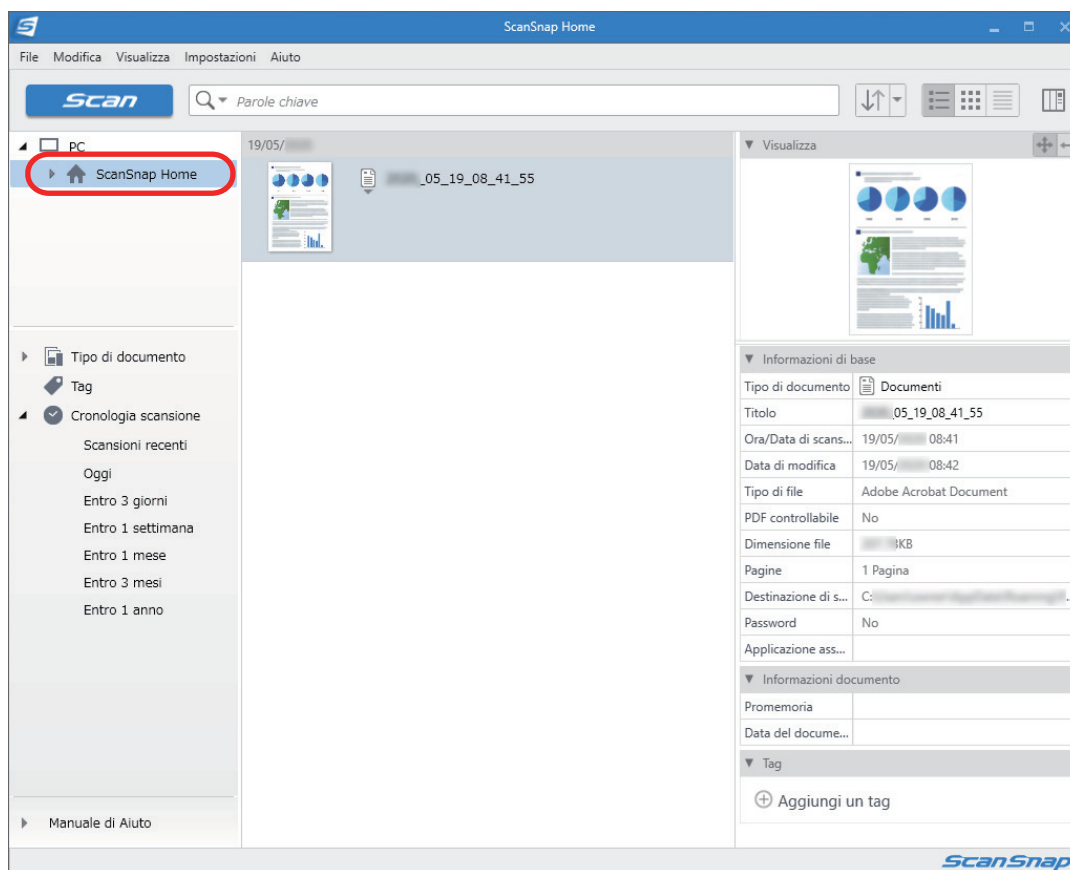 ScanSnap Home
File Modifica Visualizza Impostazioni Aiuto
Scan
Parole chiave
PC
ScanSnap Home
Tipo di documento
Tag
Cronologia scansione
Scansioni recenti
Oggi
Entro 3 giorni
Entro 1 settimana
Entro 1 mese
Entro 3 mesi
Entro 1 anno
Manuale di Aiuto
19/05/
_05_19_08_41_55
Visualizza
Informazioni di base
Tipo di documento Documenti
Titolo _05_19_08_41_55
Ora/Data di scans... 19/05/ 08:41
Data di modifica 19/05/ 08:42
Tipo di file Adobe Acrobat Document
PDF controllabile No
Dimensione file KB
Pagine 1 Pagina
Destinazione di s... C:
Password No
Applicazione ass...
Informazioni documento
Promemoria
Data del docume...
Tag
Aggiungi un tag
ScanSnap